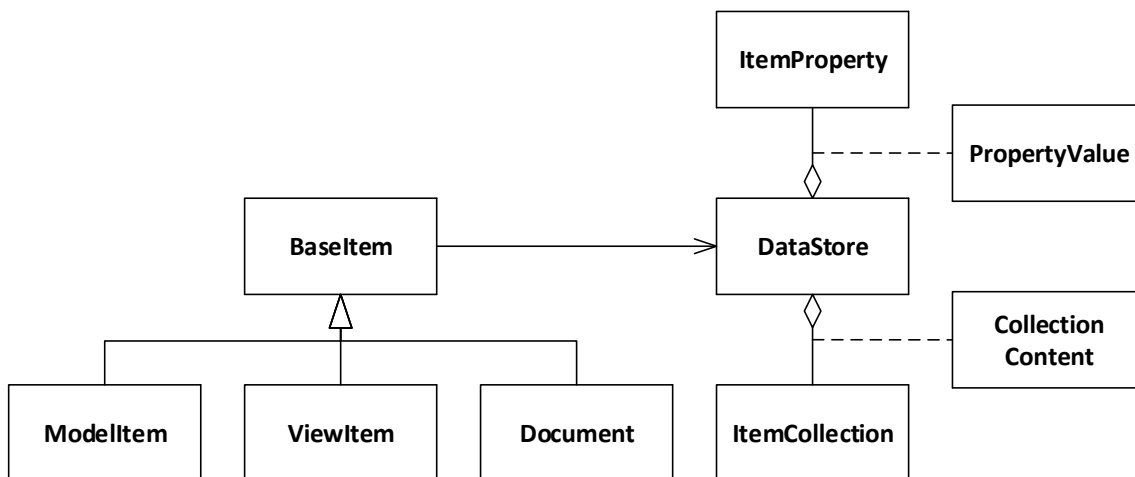 ItemProperty
PropertyValue
BaseItem
DataStore
Collection
Content
ModelItem
ViewItem
Document
ItemCollection